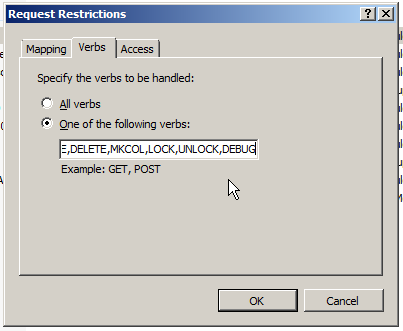 Request Restrictions
Mapping Verbs Access
Specify the verbs to be handled:
All verbs
One of the following verbs:
E,DELETE,MKCOL,LOCK,UNLOCK,DEBUG
Example: GET, POST
OK Cancel